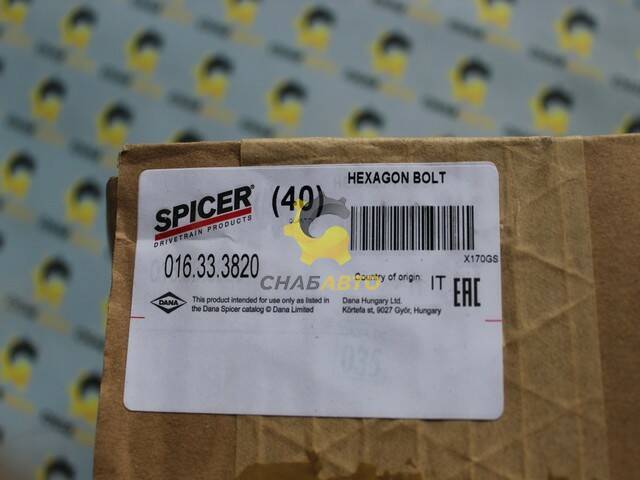 SPICER®
DRIVETRAIN PRODUCTS
(40)
HEXAGON BOLT
X170GS
016.33.3820
СНАБАВТО
Country of origin:
IT
EAC
DANA
This product intended for use only as listed in
the Dana Spicer catalog © Dana Limited
Dana Hungary Ltd.
Körtefa st, 9027 Győr, Hungary
035